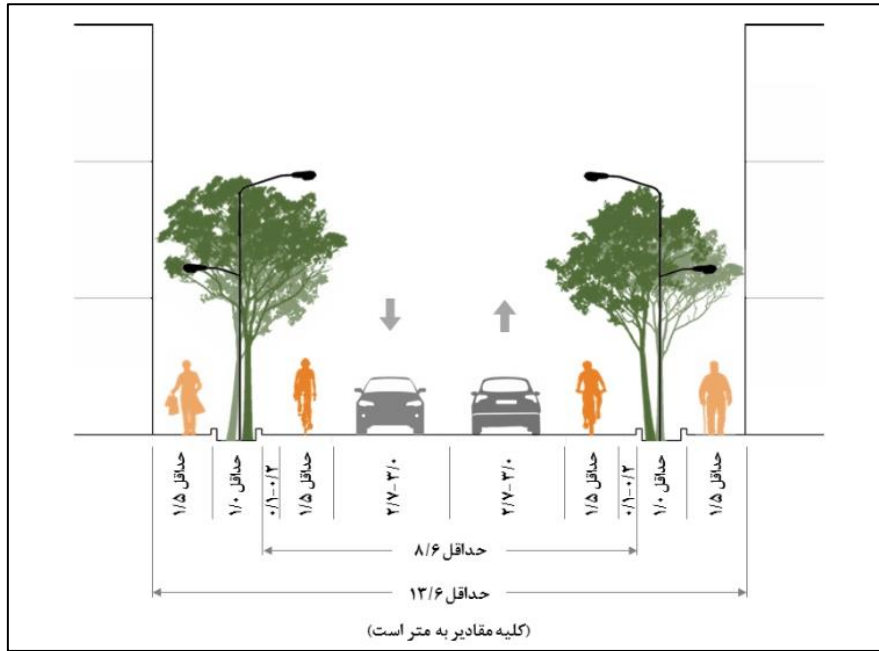 حداقل ۱/۵
حداقل ۱/۰
۰/۱-۰/۲
حداقل ۱/۵
۲/۷-۳/۰
۲/۷-۳/۰
حداقل ۱/۵
۰/۱-۰/۲
حداقل ۱/۰
حداقل ۱/۵
حداقل ۸/۶
حداقل ۱۳/۶
(کلیه مقادیر به متر است)